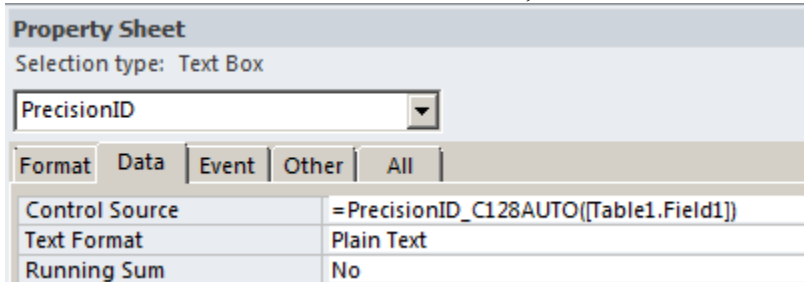 Property Sheet
Selection type: Text Box
PrecisionID
Format Data Event Other All
Control Source =PrecisionID_C128AUTO([Table1.Field1])
Text Format Plain Text
Running Sum No